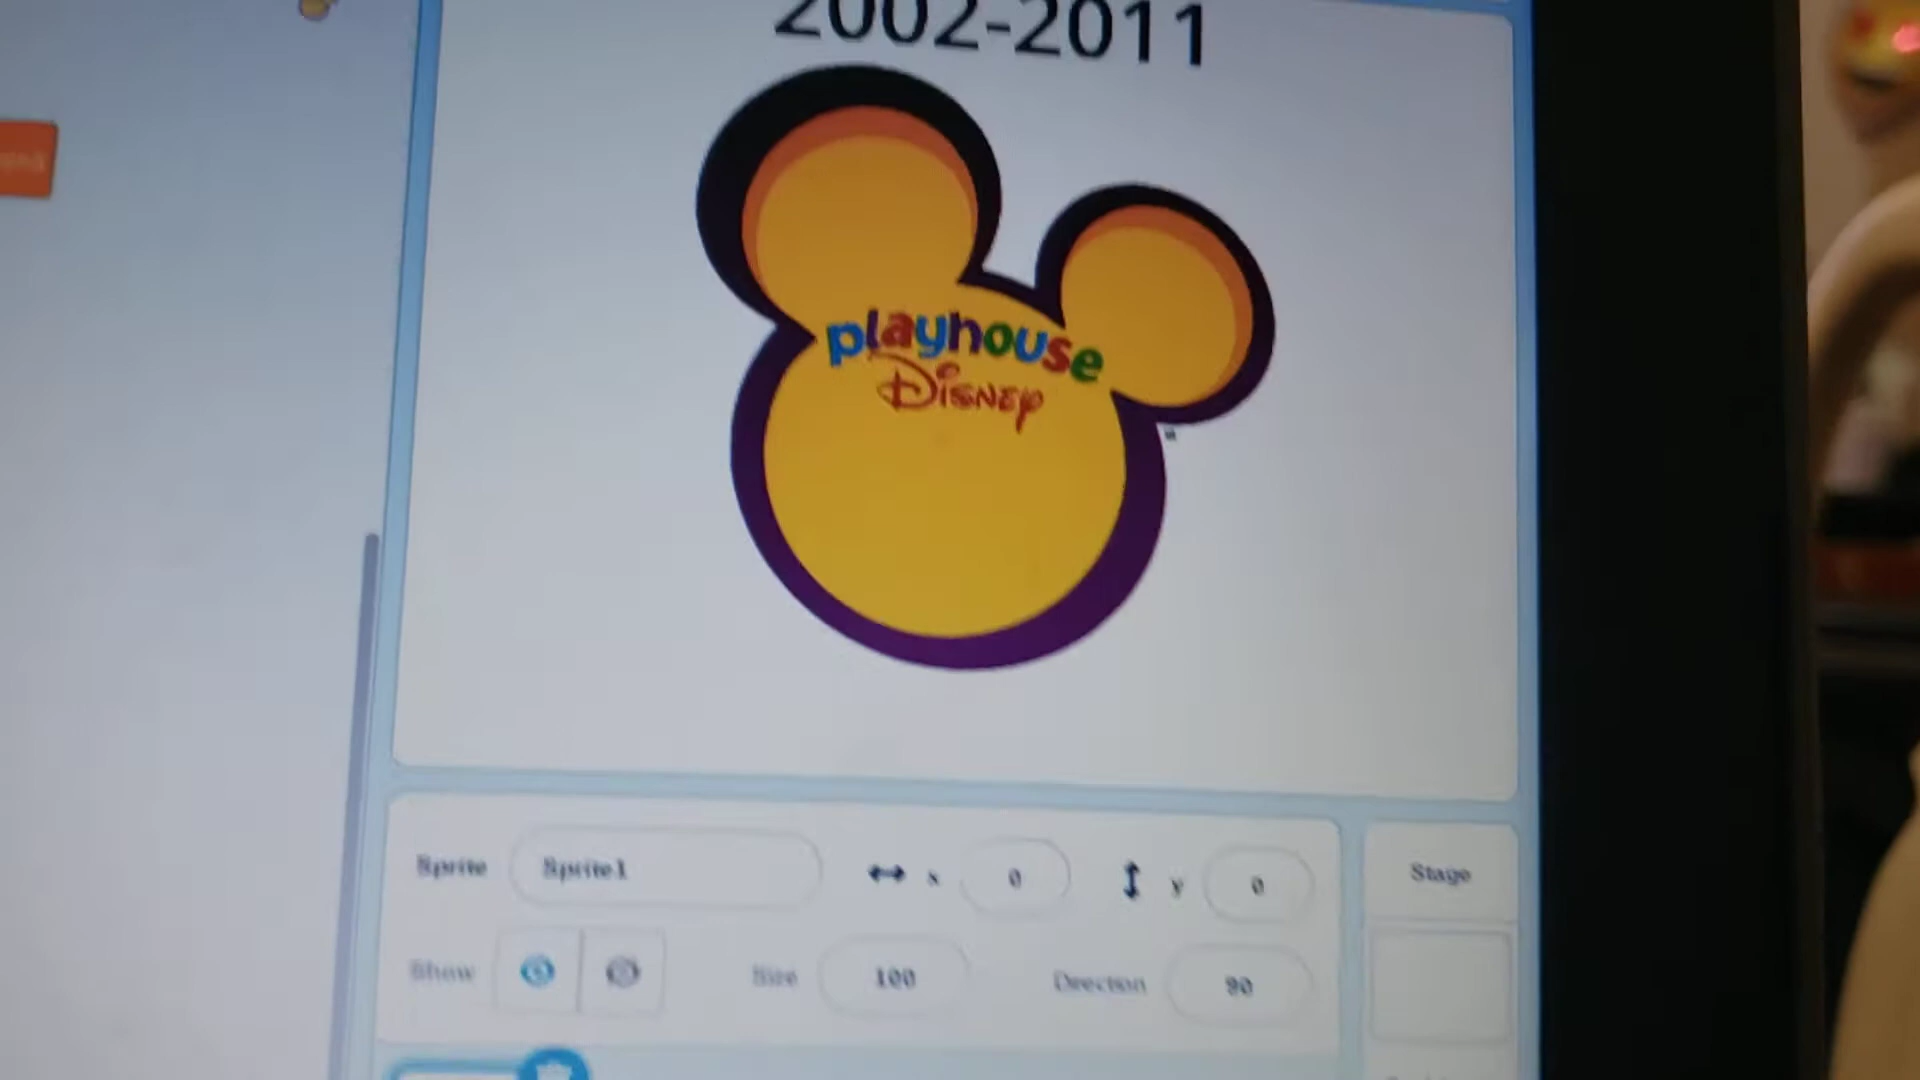 2002-2011
playhouse
Disney
Sprite Sprite1 x 0 y 0
Stage
Show Size 100 Direction 90